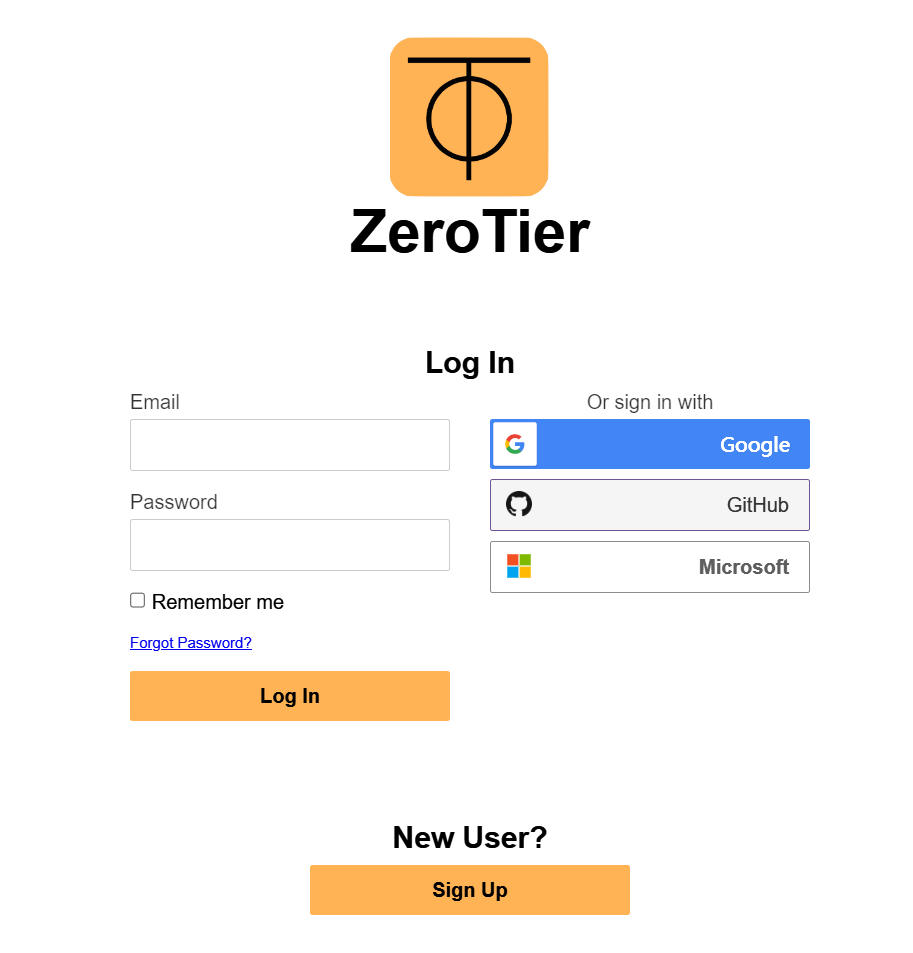 ZeroTier
Log In
Email
Password
Remember me
Forgot Password?
Log In
Or sign in with
Google
GitHub
Microsoft
New User?
Sign Up